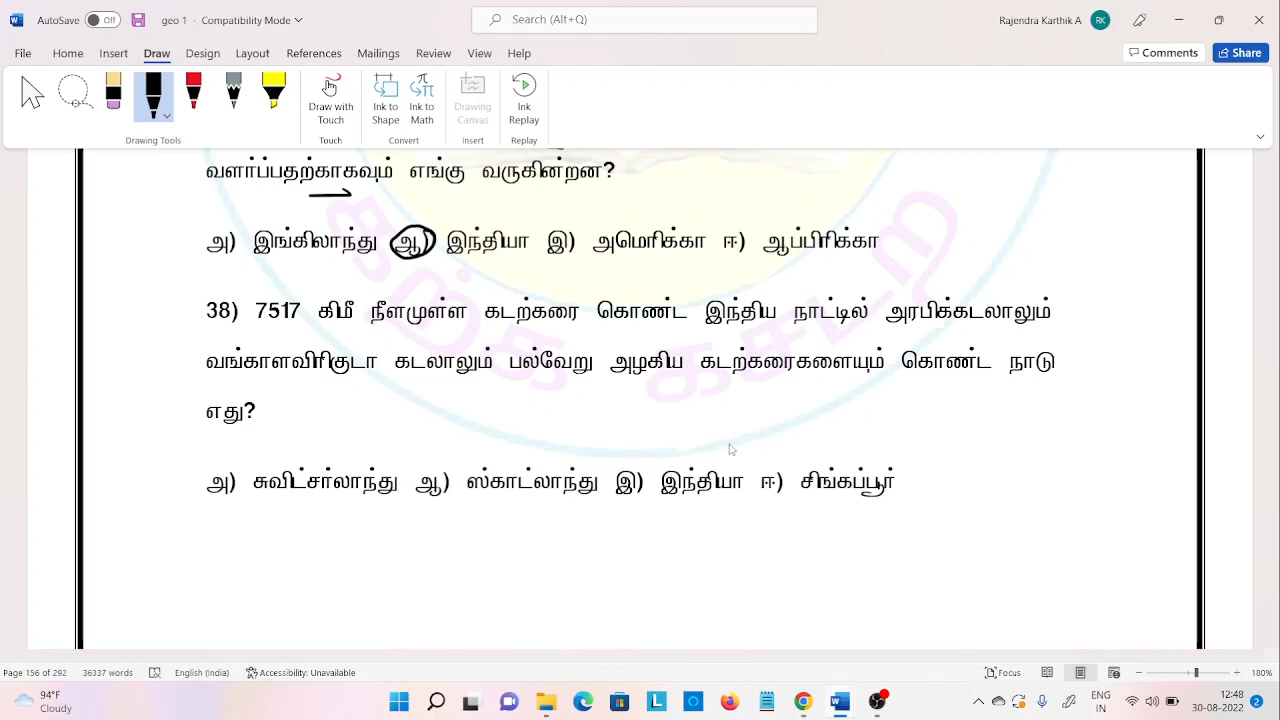 AutoSave Off geo 1 - Compatibility Mode Search (Alt+Q) Rajendra Karthik A RK
File Home Insert Draw Design Layout References Mailings Review View Help Comments Share
Draw with Touch Ink to Shape Ink to Math Drawing Canvas Ink Replay
Drawing Tools Touch Convert Insert Replay
வளர்ப்பதற்காகவும் எங்கு வருகின்றன?
அ) இங்கிலாந்து ஆ) இந்தியா இ) அமெரிக்கா ஈ) ஆப்பிரிக்கா
38) 7517 கிமீ நீளமுள்ள கடற்கரை கொண்ட இந்திய நாட்டில் அரபிக்கடலாலும்
வங்காளவிரிகுடா கடலாலும் பல்வேறு அழகிய கடற்கரைகளையும் கொண்ட நாடு
எது?
அ) சுவிட்சர்லாந்து ஆ) ஸ்காட்லாந்து இ) இந்தியா ஈ) சிங்கப்பூர்
கற்க கசடற
Page 156 of 292 36337 words English (India) Accessibility: Unavailable Focus 180%
94°F ENG 12:48
IN 30-08-2022 2